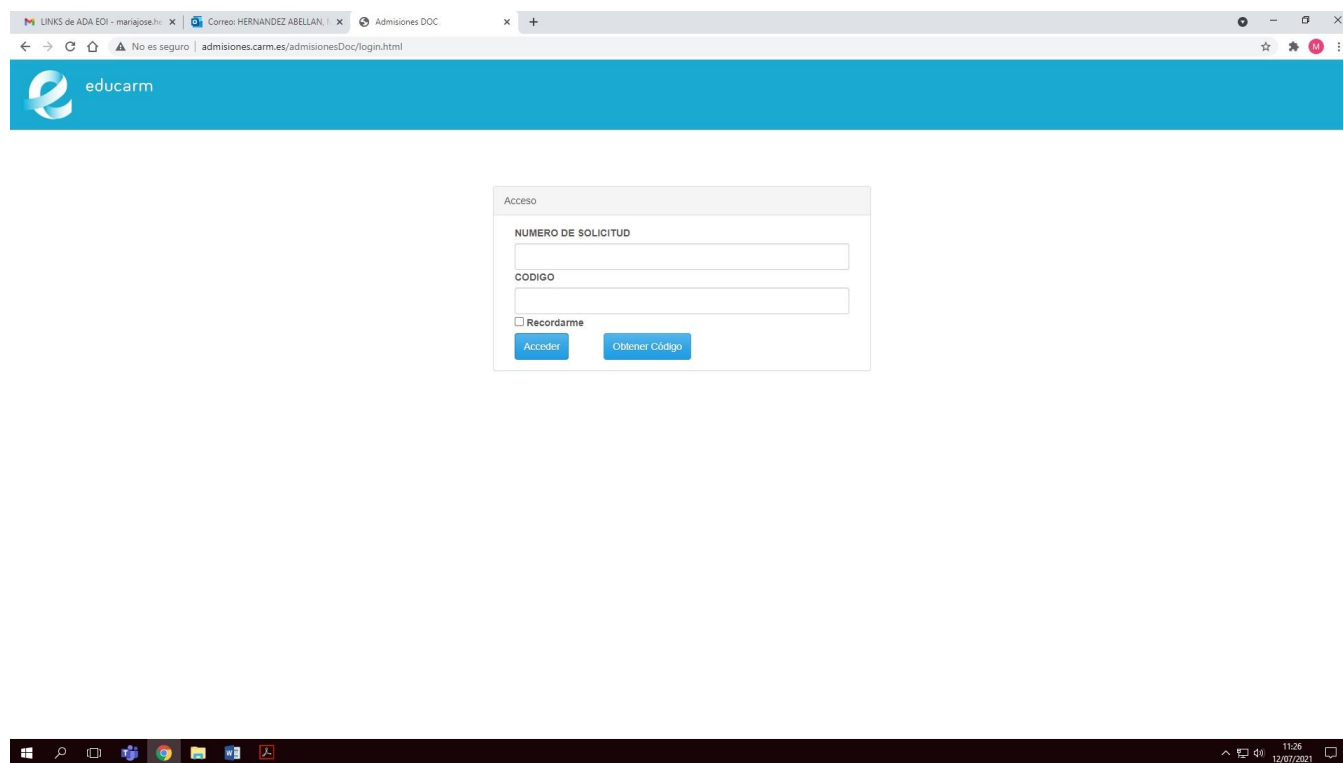 LINKS de ADA EOI - mariajose.he
Correo: HERNANDEZ ABELLAN,
Admisiones DOC
No es seguro | admisiones.carm.es/admisionesDoc/login.html
M
educarm
Acceso
NUMERO DE SOLICITUD
CODIGO
Recordarme
Acceder Obtener Código
11:26
12/07/2021